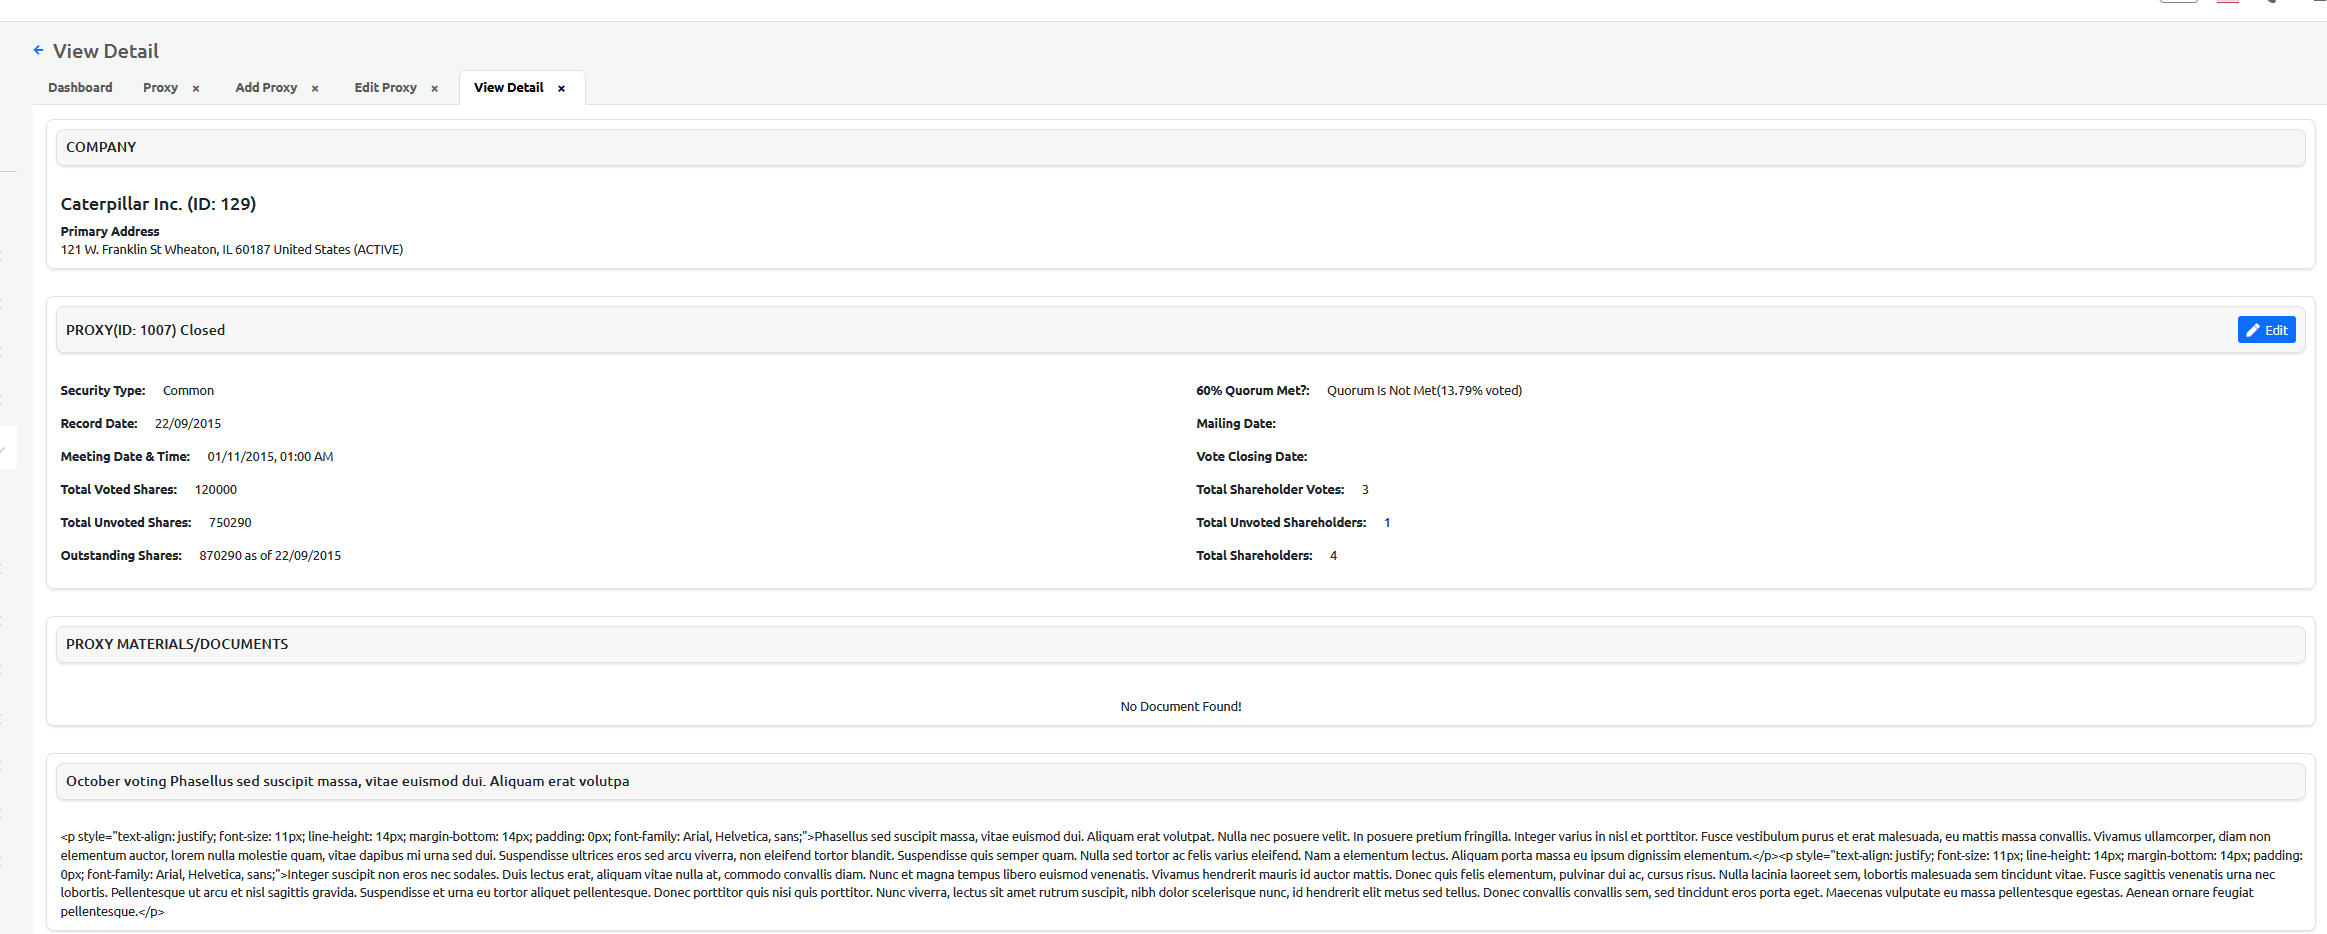 View Detail
Dashboard Proxy × Add Proxy × Edit Proxy × View Detail ×
COMPANY
Caterpillar Inc. (ID: 129)
Primary Address
121 W. Franklin St Wheaton, IL 60187 United States (ACTIVE)
PROXY(ID: 1007) Closed
Edit
Security Type: Common
60% Quorum Met?: Quorum Is Not Met(13.79% voted)
Record Date: 22/09/2015
Mailing Date:
Meeting Date & Time: 01/11/2015, 01:00 AM
Vote Closing Date:
Total Voted Shares: 120000
Total Shareholder Votes: 3
Total Unvoted Shares: 750290
Total Unvoted Shareholders: 1
Outstanding Shares: 870290 as of 22/09/2015
Total Shareholders: 4
PROXY MATERIALS/DOCUMENTS
No Document Found!
October voting Phasellus sed suscipit massa, vitae euismod dui. Aliquam erat volutpa
<p style="text-align: justify; font-size: 11px; line-height: 14px; margin-bottom: 14px; padding: 0px; font-family: Arial, Helvetica, sans;">Phasellus sed suscipit massa, vitae euismod dui. Aliquam erat volutpat. Nulla nec posuere velit. In posuere pretium fringilla. Integer varius in nisl et porttitor. Fusce vestibulum purus et erat malesuada, eu mattis massa convallis. Vivamus ullamcorper, diam non
elementum auctor, lorem nulla molestie quam, vitae dapibus mi urna sed dui. Suspendisse ultrices eros sed arcu viverra, non eleifend tortor blandit. Suspendisse quis semper quam. Nulla sed tortor ac felis varius eleifend. Nam a elementum lectus. Aliquam porta massa eu ipsum dignissim elementum.</p><p style="text-align: justify; font-size: 11px; line-height: 14px; margin-bottom: 14px; padding:
0px; font-family: Arial, Helvetica, sans;">Integer suscipit non eros nec sodales. Duis lectus erat, aliquam vitae nulla at, commodo convallis diam. Nunc et magna tempus libero euismod venenatis. Vivamus hendrerit mauris id auctor mattis. Donec quis felis elementum, pulvinar dui ac, cursus risus. Nulla lacinia laoreet sem, lobortis malesuada sem tincidunt vitae. Fusce sagittis venenatis urna nec
lobortis. Pellentesque ut arcu et nisl sagittis gravida. Suspendisse et urna eu tortor aliquet pellentesque. Donec porttitor quis nisi quis porttitor. Nunc viverra, lectus sit amet rutrum suscipit, nibh dolor scelerisque nunc, id hendrerit elit metus sed tellus. Donec convallis convallis sem, sed tincidunt eros porta eget. Maecenas vulputate eu massa pellentesque egestas. Aenean ornare feugiat
pellentesque.</p>